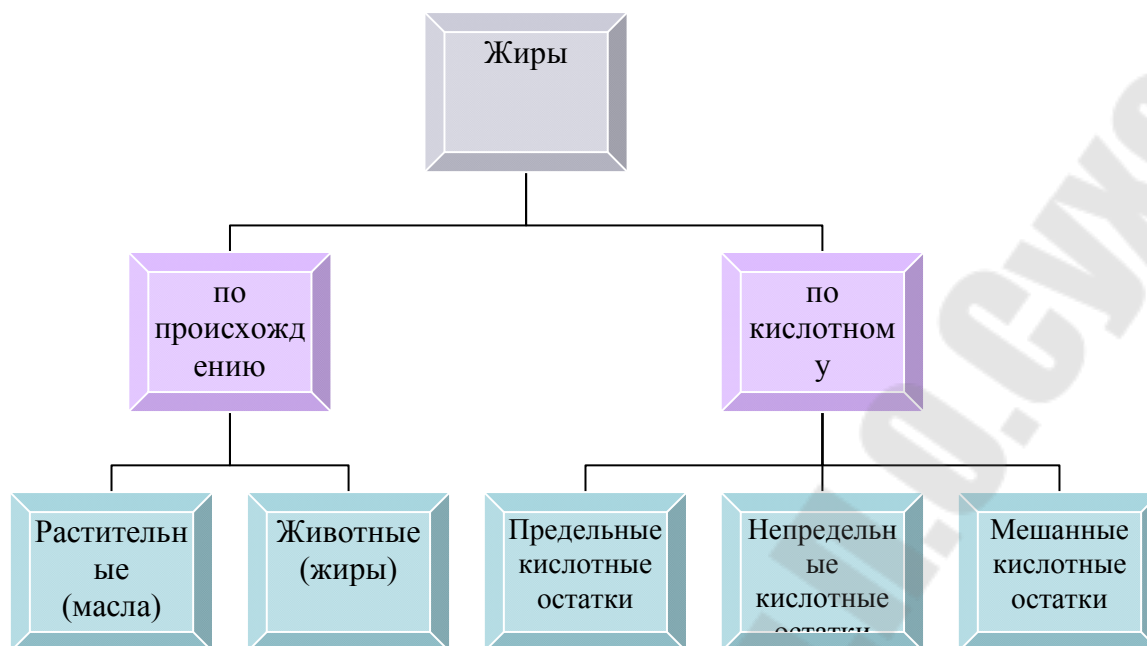 Жиры
по
происхожд
ению
по
кислотном
у
Растительн
ые
(масла)
Животные
(жиры)
Предельные
кислотные
остатки
Непредельн
ые
кислотные
остатки
Мешанные
кислотные
остатки